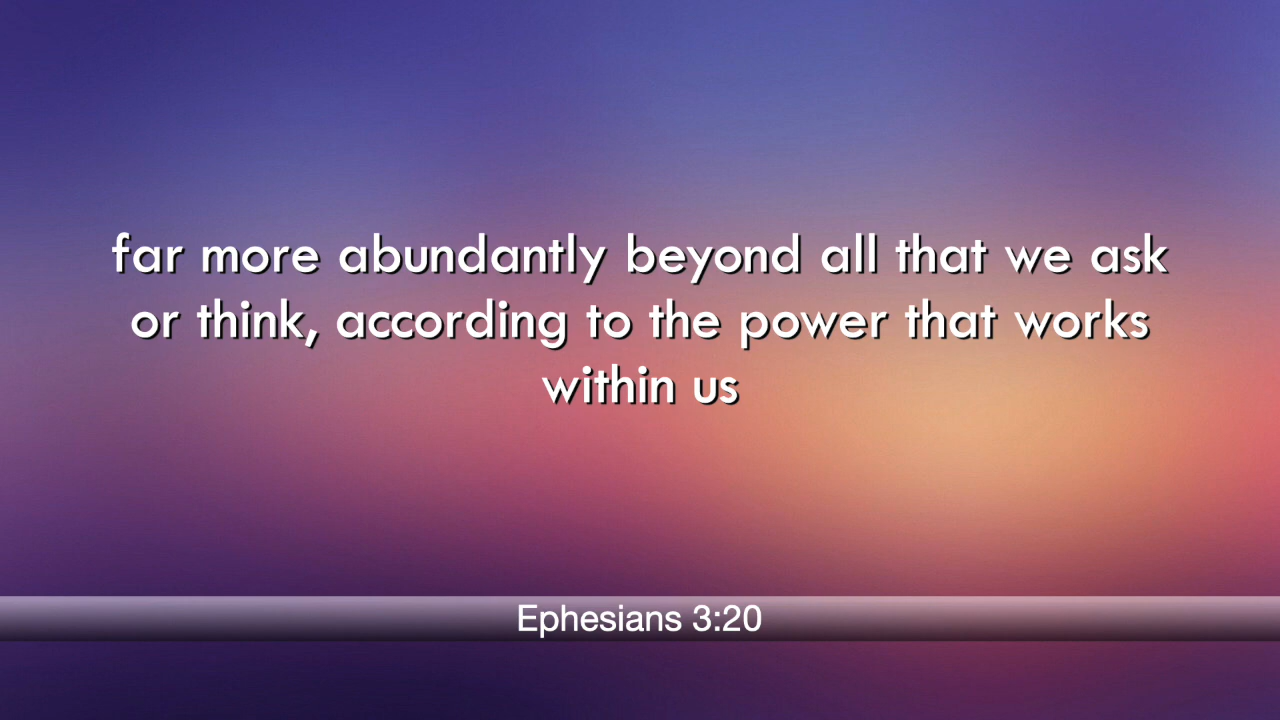 far more abundantly beyond all that we ask
or think, according to the power that works
within us
Ephesians 3:20